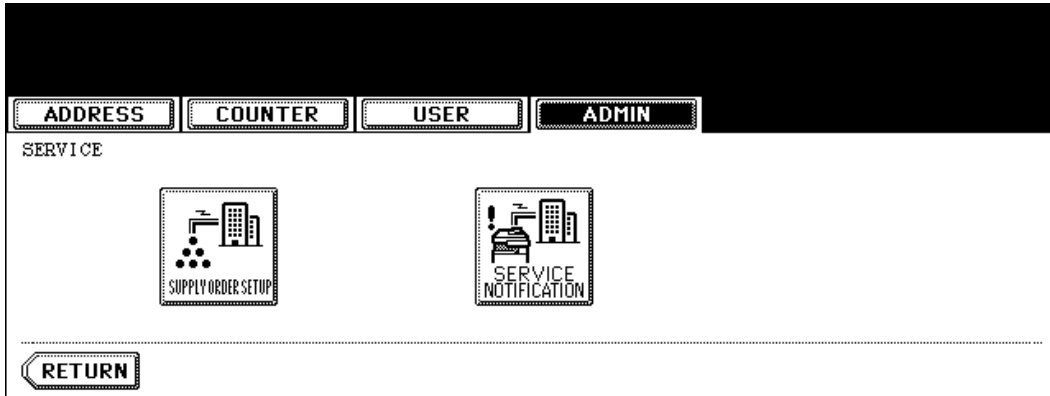 ADDRESS COUNTER USER ADMIN
SERVICE
SUPPLY ORDER SETUP
SERVICE
NOTIFICATION
RETURN